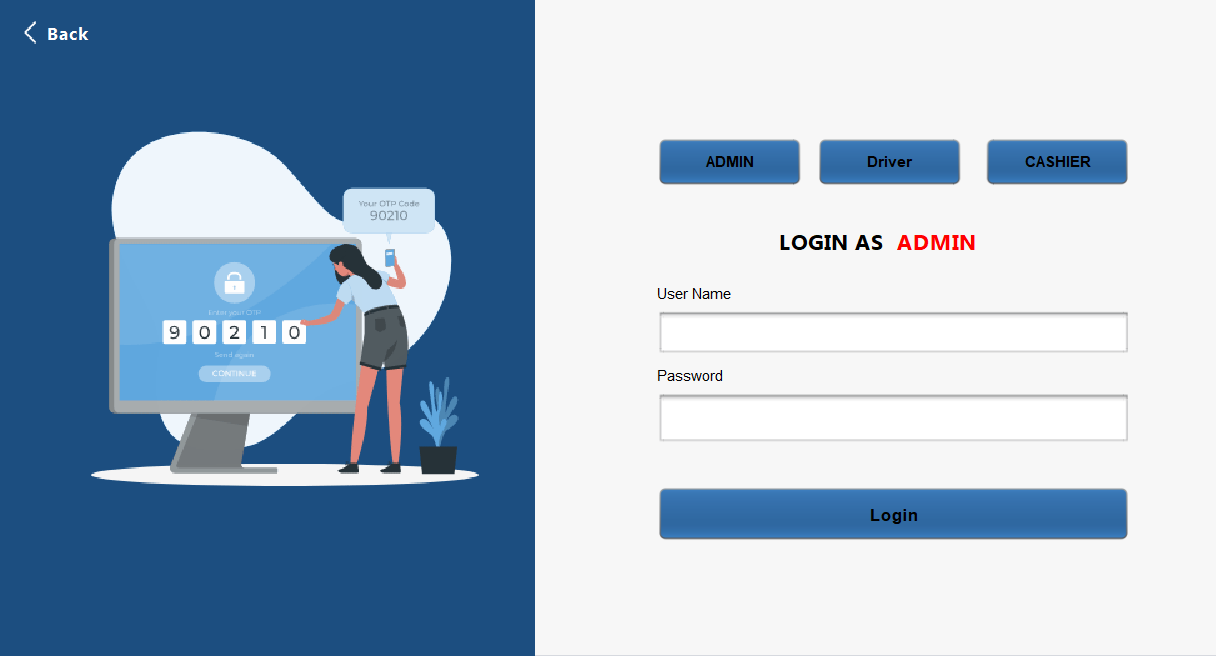 Back
Your OTP Code
90210
Enter your OTP
9 0 2 1 0
Send again
CONTINUE
ADMIN Driver CASHIER
LOGIN AS ADMIN
User Name
Password
Login